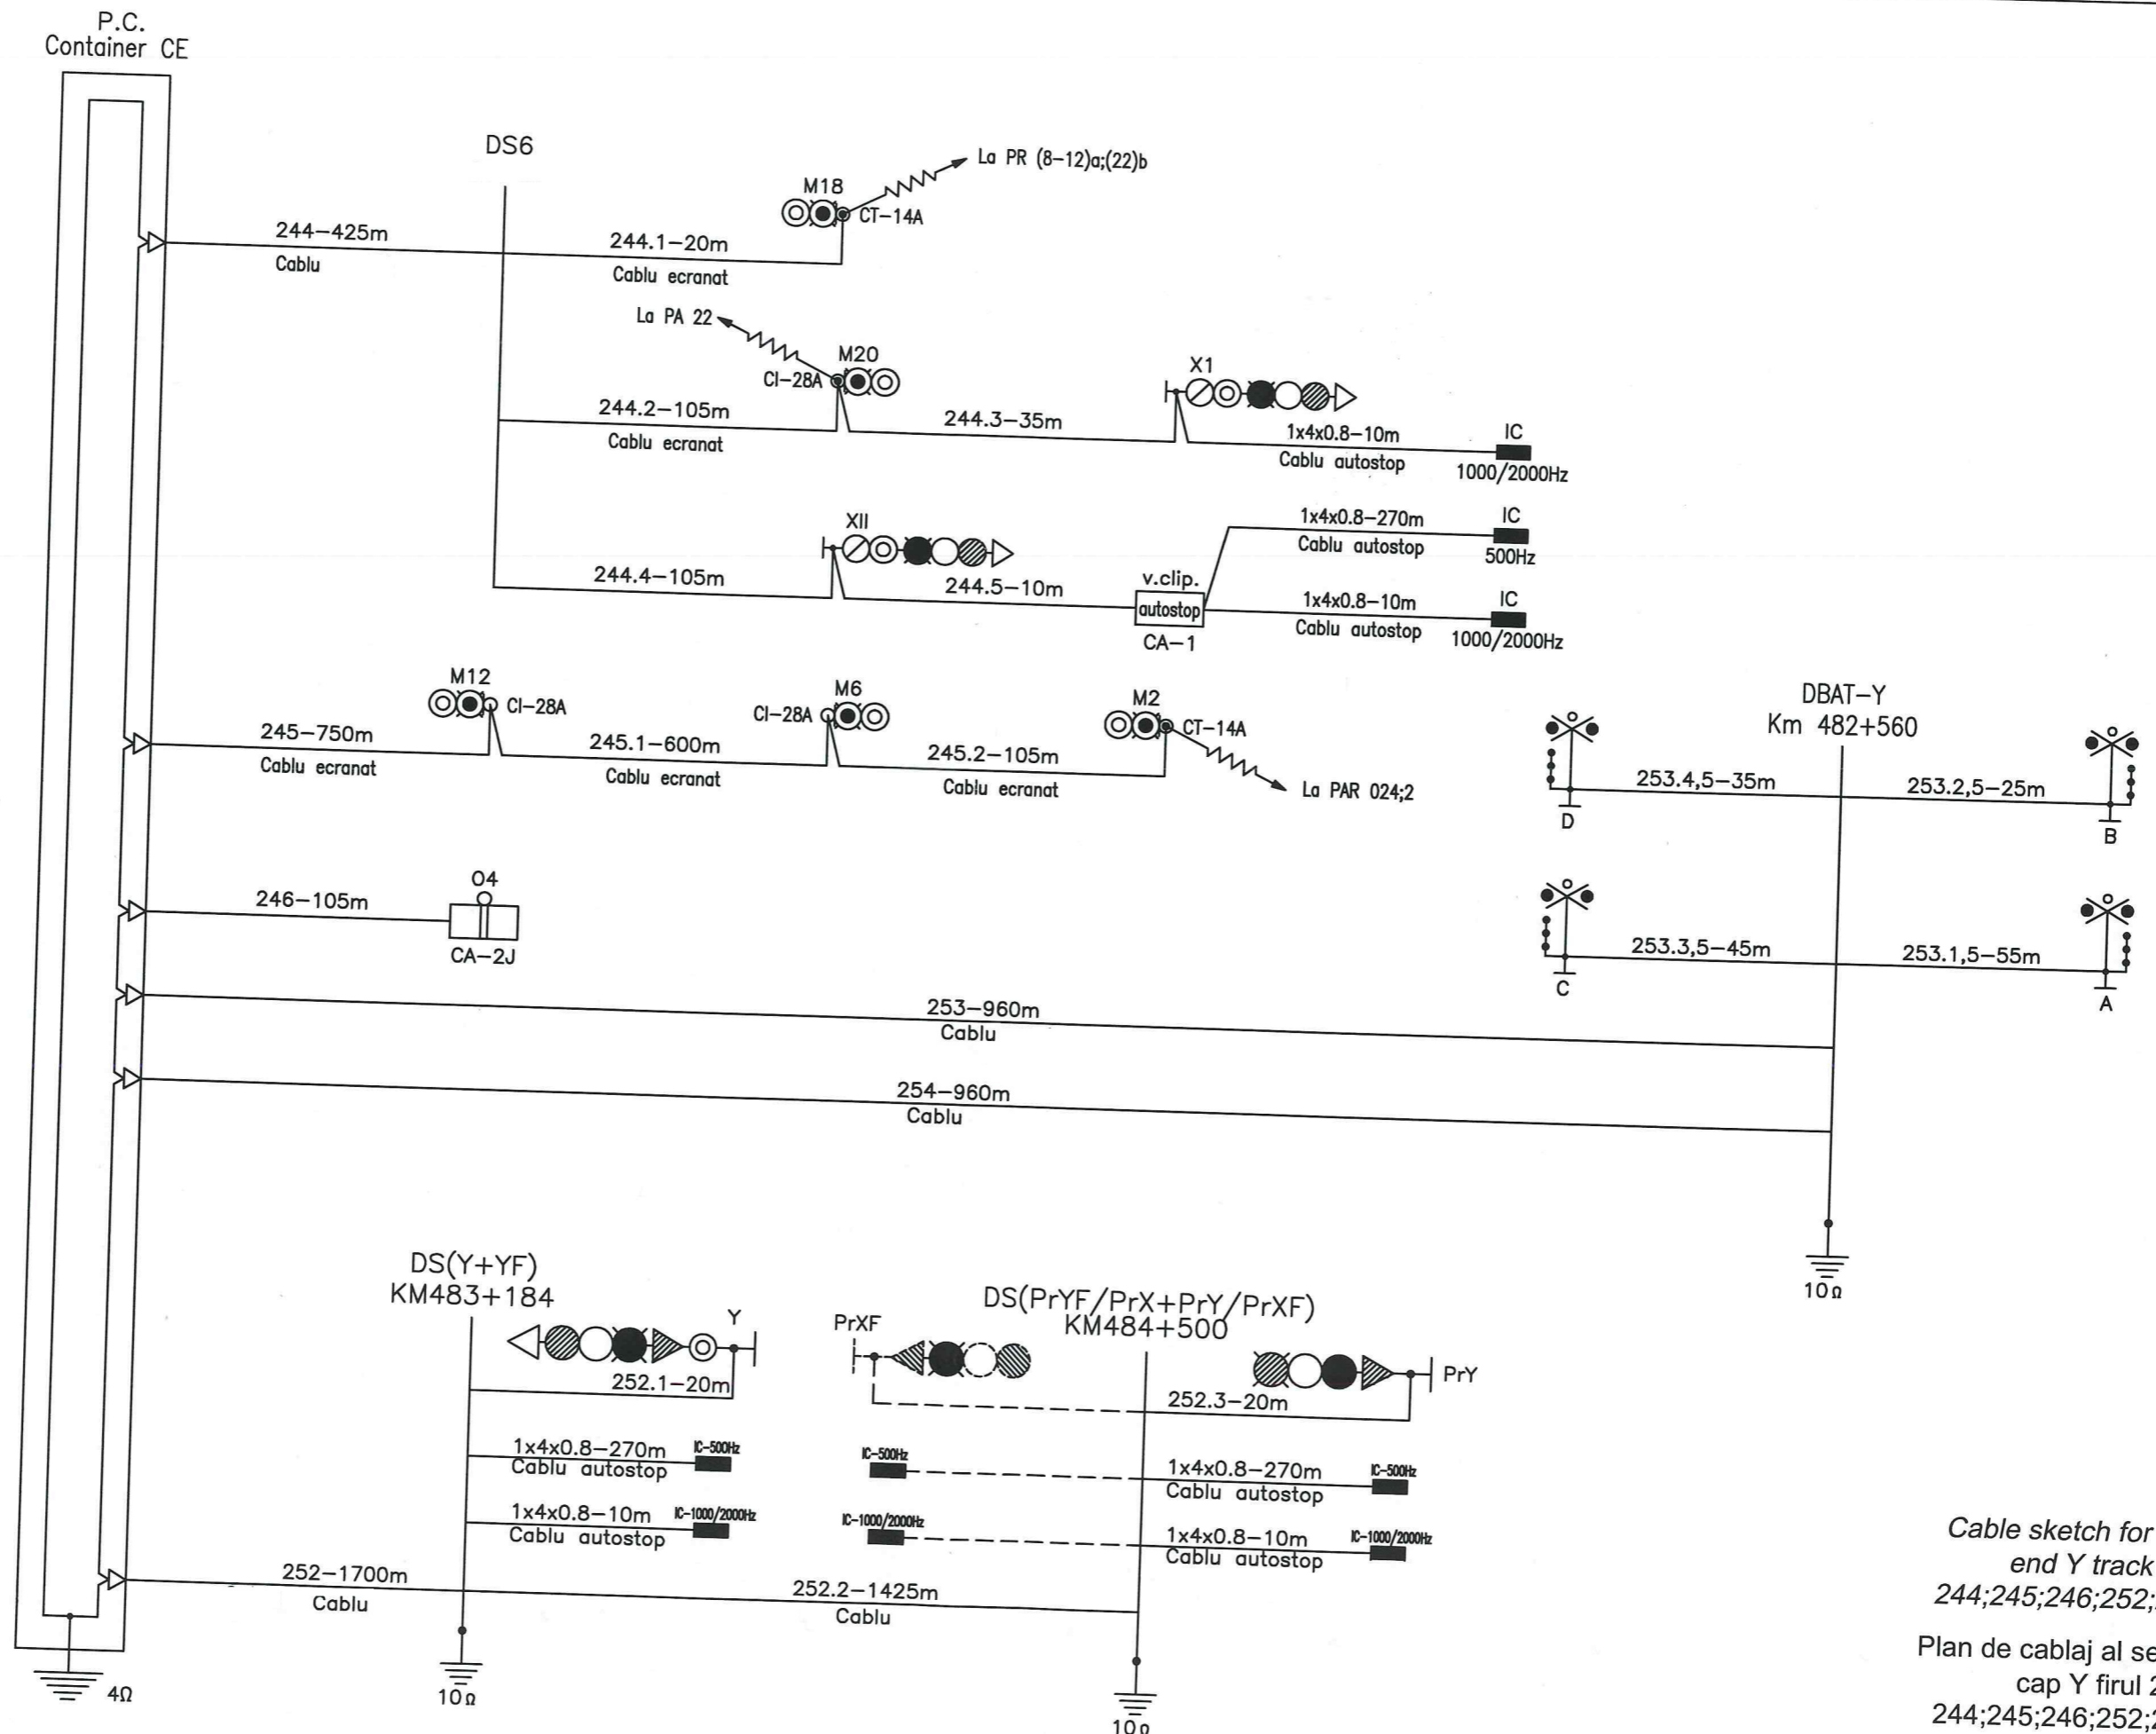 P.C.
Container CE
DS6
La PR (8-12)a;(22)b
M18
CT-14A
244-425m
Cablu
244.1-20m
Cablu ecranat
La PA 22
M20
CI-28A
X1
244.2-105m
Cablu ecranat
244.3-35m
1x4x0.8-10m
Cablu autostop
IC
1000/2000Hz
XII
1x4x0.8-270m
Cablu autostop
IC
500Hz
244.4-105m
244.5-10m
v.clip.
autostop
CA-1
1x4x0.8-10m
Cablu autostop
IC
1000/2000Hz
M12
CI-28A
M6
CI-28A
M2
CT-14A
245-750m
Cablu ecranat
245.1-600m
Cablu ecranat
245.2-105m
Cablu ecranat
La PAR 024;2
DBAT-Y
Km 482+560
253.4,5-35m
253.2,5-25m
D
B
246-105m
04
CA-2J
253.3,5-45m
253.1,5-55m
C
A
253-960m
Cablu
254-960m
Cablu
10Ω
DS(Y+YF)
KM483+184
Y
252.1-20m
PrXF
DS(PrYF/PrX+PrY/PrXF)
KM484+500
PrY
252.3-20m
1x4x0.8-270m
Cablu autostop
IC-500Hz
IC-500Hz
1x4x0.8-270m
Cablu autostop
IC-500Hz
1x4x0.8-10m
Cablu autostop
IC-1000/2000Hz
IC-1000/2000Hz
1x4x0.8-10m
Cablu autostop
IC-1000/2000Hz
252-1700m
Cablu
252.2-1425m
Cablu
4Ω
10Ω
10Ω
Cable sketch for
end Y track
244;245;246;252;
Plan de cablaj al se
cap Y firul 2
244;245;246;252;